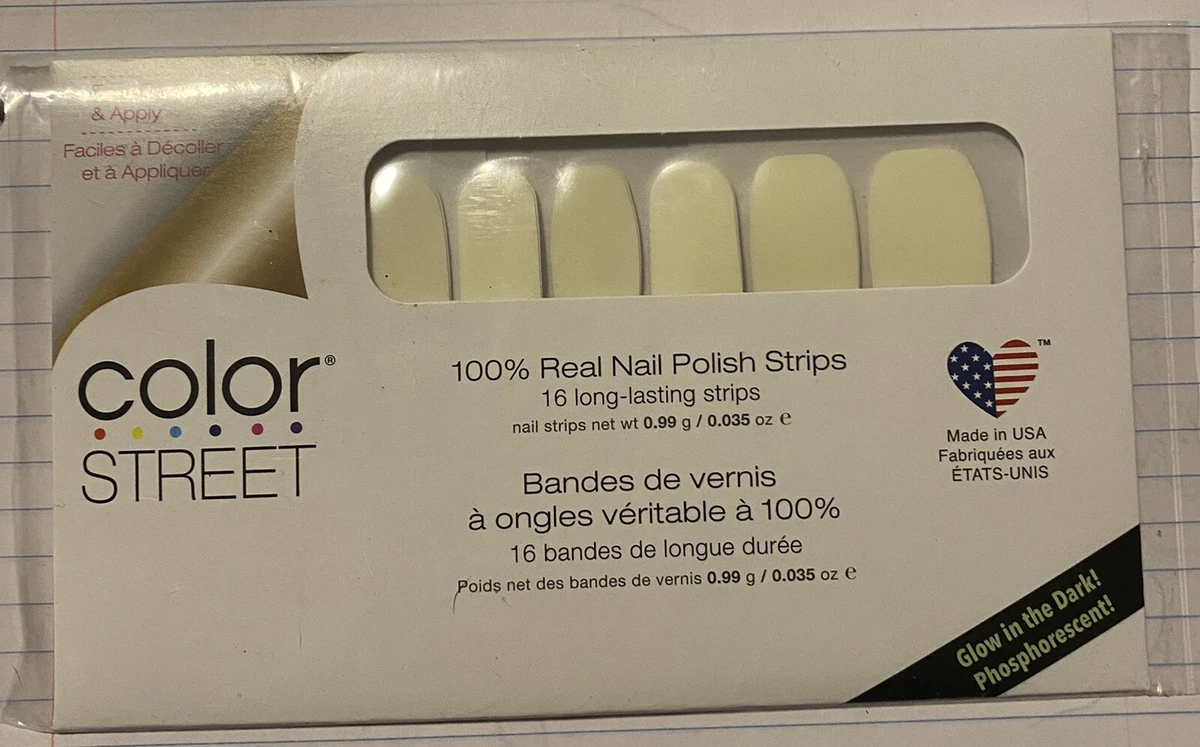 & Apply
Faciles à Décoller
et à Appliquer
color®
STREET
100% Real Nail Polish Strips
16 long-lasting strips
nail strips net wt 0.99 g / 0.035 oz e
Bandes de vernis
à ongles véritable à 100%
16 bandes de longue durée
Poids net des bandes de vernis 0.99 g / 0.035 oz e
TM
Made in USA
Fabriquées aux
ÉTATS-UNIS
Glow in the Dark!
Phosphorescent!